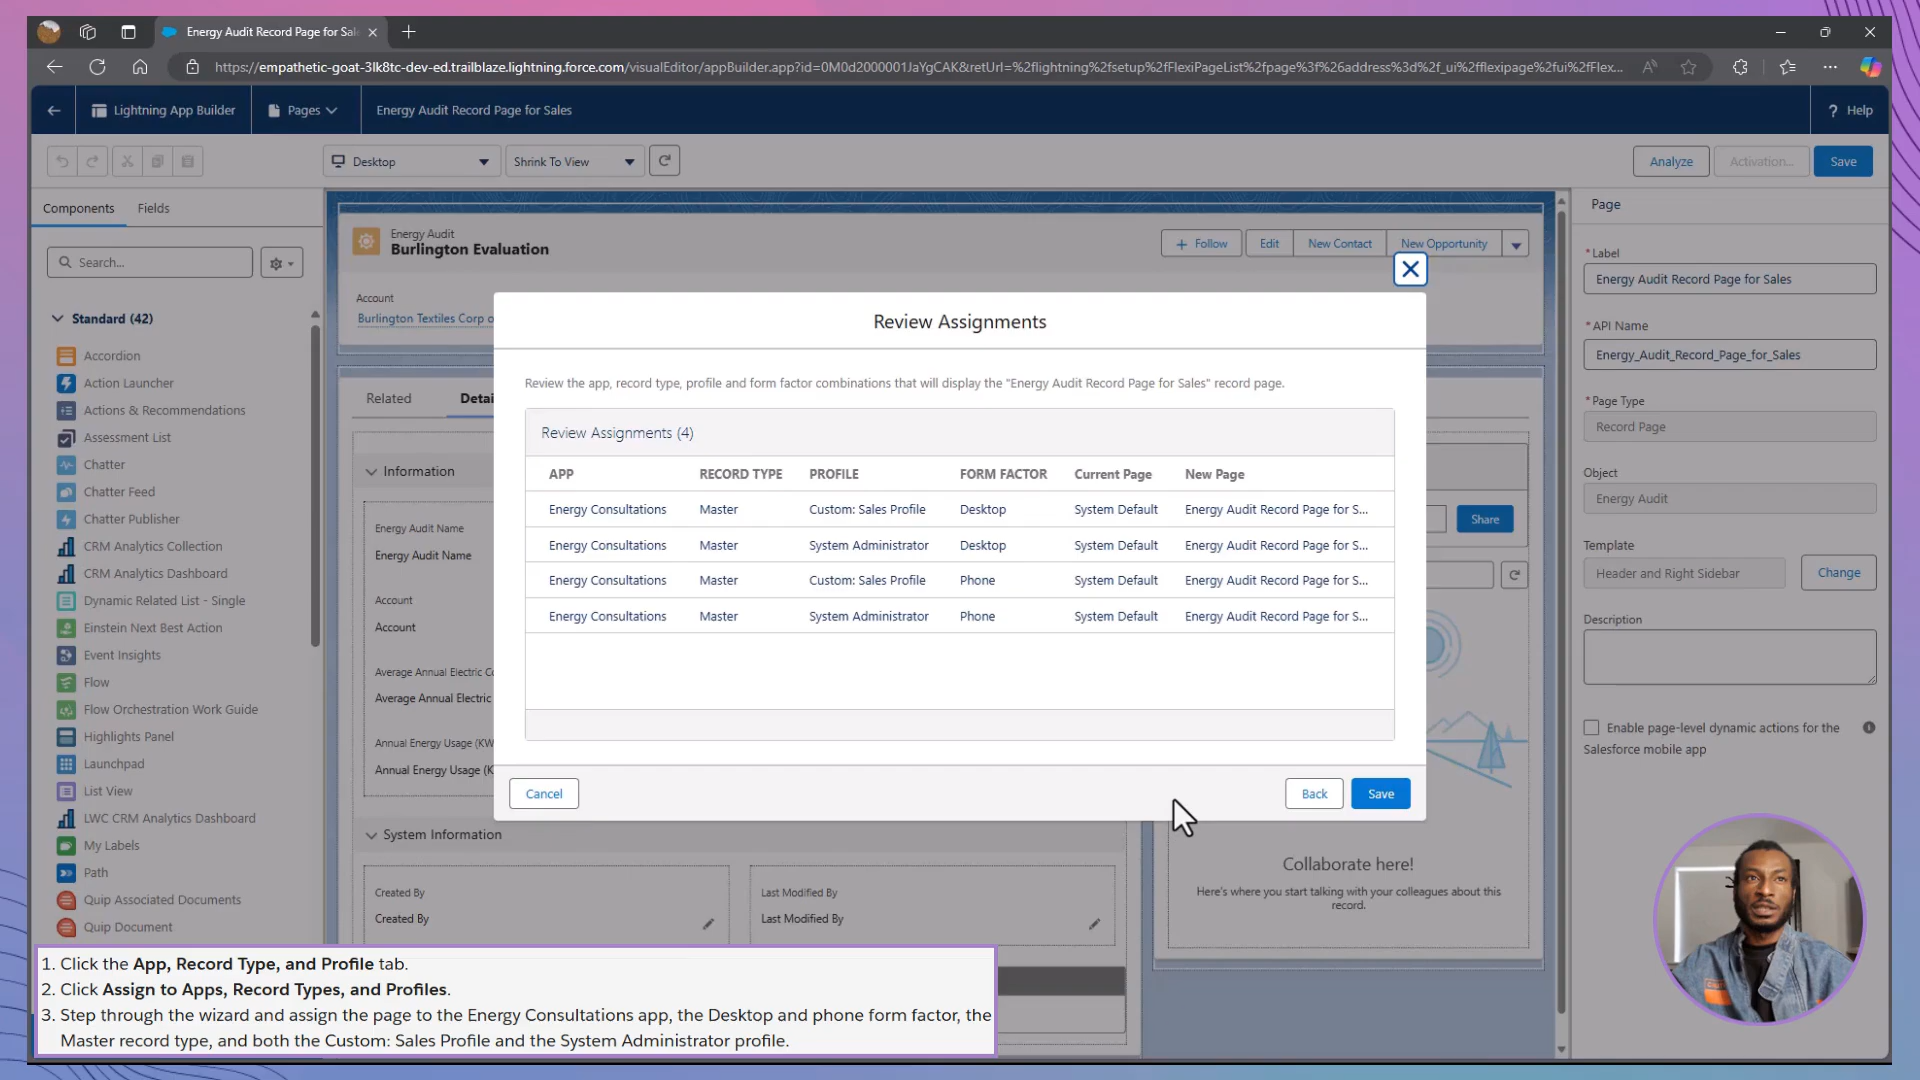 Energy Audit Record Page for Sal
https://empathetic-goat-3lk8tc-dev-ed.trailblaze.lightning.force.com/visualEditor/appBuilder.app?id=0M0d2000001JaYgCAK&retUrl=%2flightning%2fsetup%2fFlexiPageList%2fpage%3f%26address%3d%2f_ui%2fflexipage%2fui%2fFlex...
Lightning App Builder
Pages
Energy Audit Record Page for Sales
? Help
Desktop
Shrink To View
Analyze
Activation...
Save
Components
Fields
Search...
Standard (42)
Accordion
Action Launcher
Actions & Recommendations
Assessment List
Chatter
Chatter Feed
Chatter Publisher
CRM Analytics Collection
CRM Analytics Dashboard
Dynamic Related List - Single
Einstein Next Best Action
Event Insights
Flow
Flow Orchestration Work Guide
Highlights Panel
Launchpad
List View
LWC CRM Analytics Dashboard
My Labels
Path
Quip Associated Documents
Quip Document
Energy Audit
Burlington Evaluation
Follow
Edit
New Contact
New Opportunity
Account
Burlington Textiles Corp o
Related
Detai
Information
Energy Audit Name
Energy Audit Name
Account
Account
Average Annual Electric Co
Average Annual Electric
Annual Energy Usage (KW
Annual Energy Usage (K
System Information
Created By
Created By
Last Modified By
Last Modified By
Share
Collaborate here!
Here's where you start talking with your colleagues about this
record.
Review Assignments
Review the app, record type, profile and form factor combinations that will display the "Energy Audit Record Page for Sales" record page.
Review Assignments (4)
APP RECORD TYPE PROFILE FORM FACTOR Current Page New Page
Energy Consultations Master Custom: Sales Profile Desktop System Default Energy Audit Record Page for S...
Energy Consultations Master System Administrator Desktop System Default Energy Audit Record Page for S...
Energy Consultations Master Custom: Sales Profile Phone System Default Energy Audit Record Page for S...
Energy Consultations Master System Administrator Phone System Default Energy Audit Record Page for S...
Cancel
Back
Save
Page
*Label
Energy Audit Record Page for Sales
*API Name
Energy_Audit_Record_Page_for_Sales
*Page Type
Record Page
Object
Energy Audit
Template
Header and Right Sidebar
Change
Description
Enable page-level dynamic actions for the
Salesforce mobile app
1. Click the App, Record Type, and Profile tab.
2. Click Assign to Apps, Record Types, and Profiles.
3. Step through the wizard and assign the page to the Energy Consultations app, the Desktop and phone form factor, the
Master record type, and both the Custom: Sales Profile and the System Administrator profile.